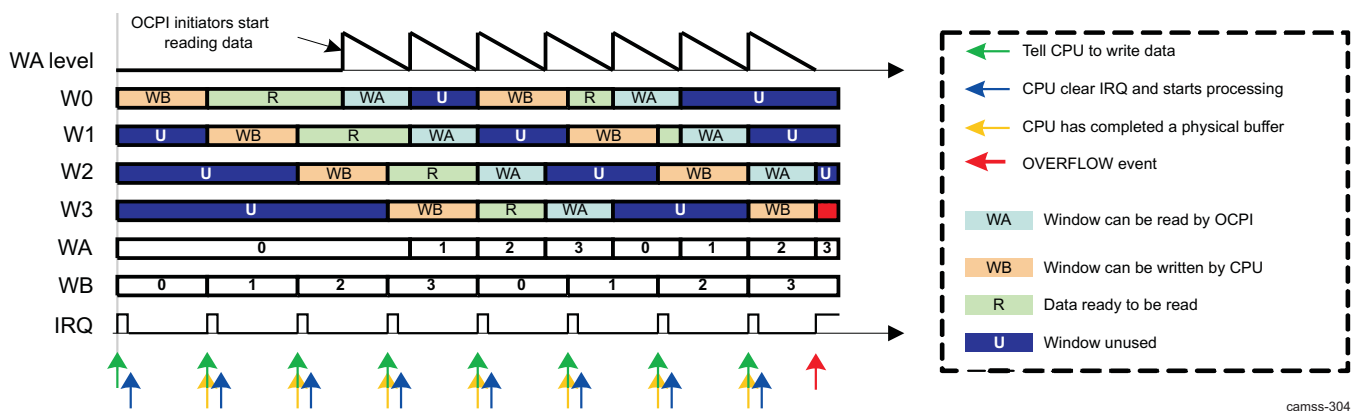 OCPI initiators start
reading data
WA level
W0 WB R WA U WB R WA U
W1 U WB R WA U WB WA U
W2 U WB R WA U WB WA U
W3 U WB R WA U WB
WA 0 1 2 3 0 1 2 3
WB 0 1 2 3 0 1 2 3
IRQ
Tell CPU to write data
CPU clear IRQ and starts processing
CPU has completed a physical buffer
OVERFLOW event
WA Window can be read by OCPI
WB Window can be written by CPU
R Data ready to be read
U Window unused
camss-304